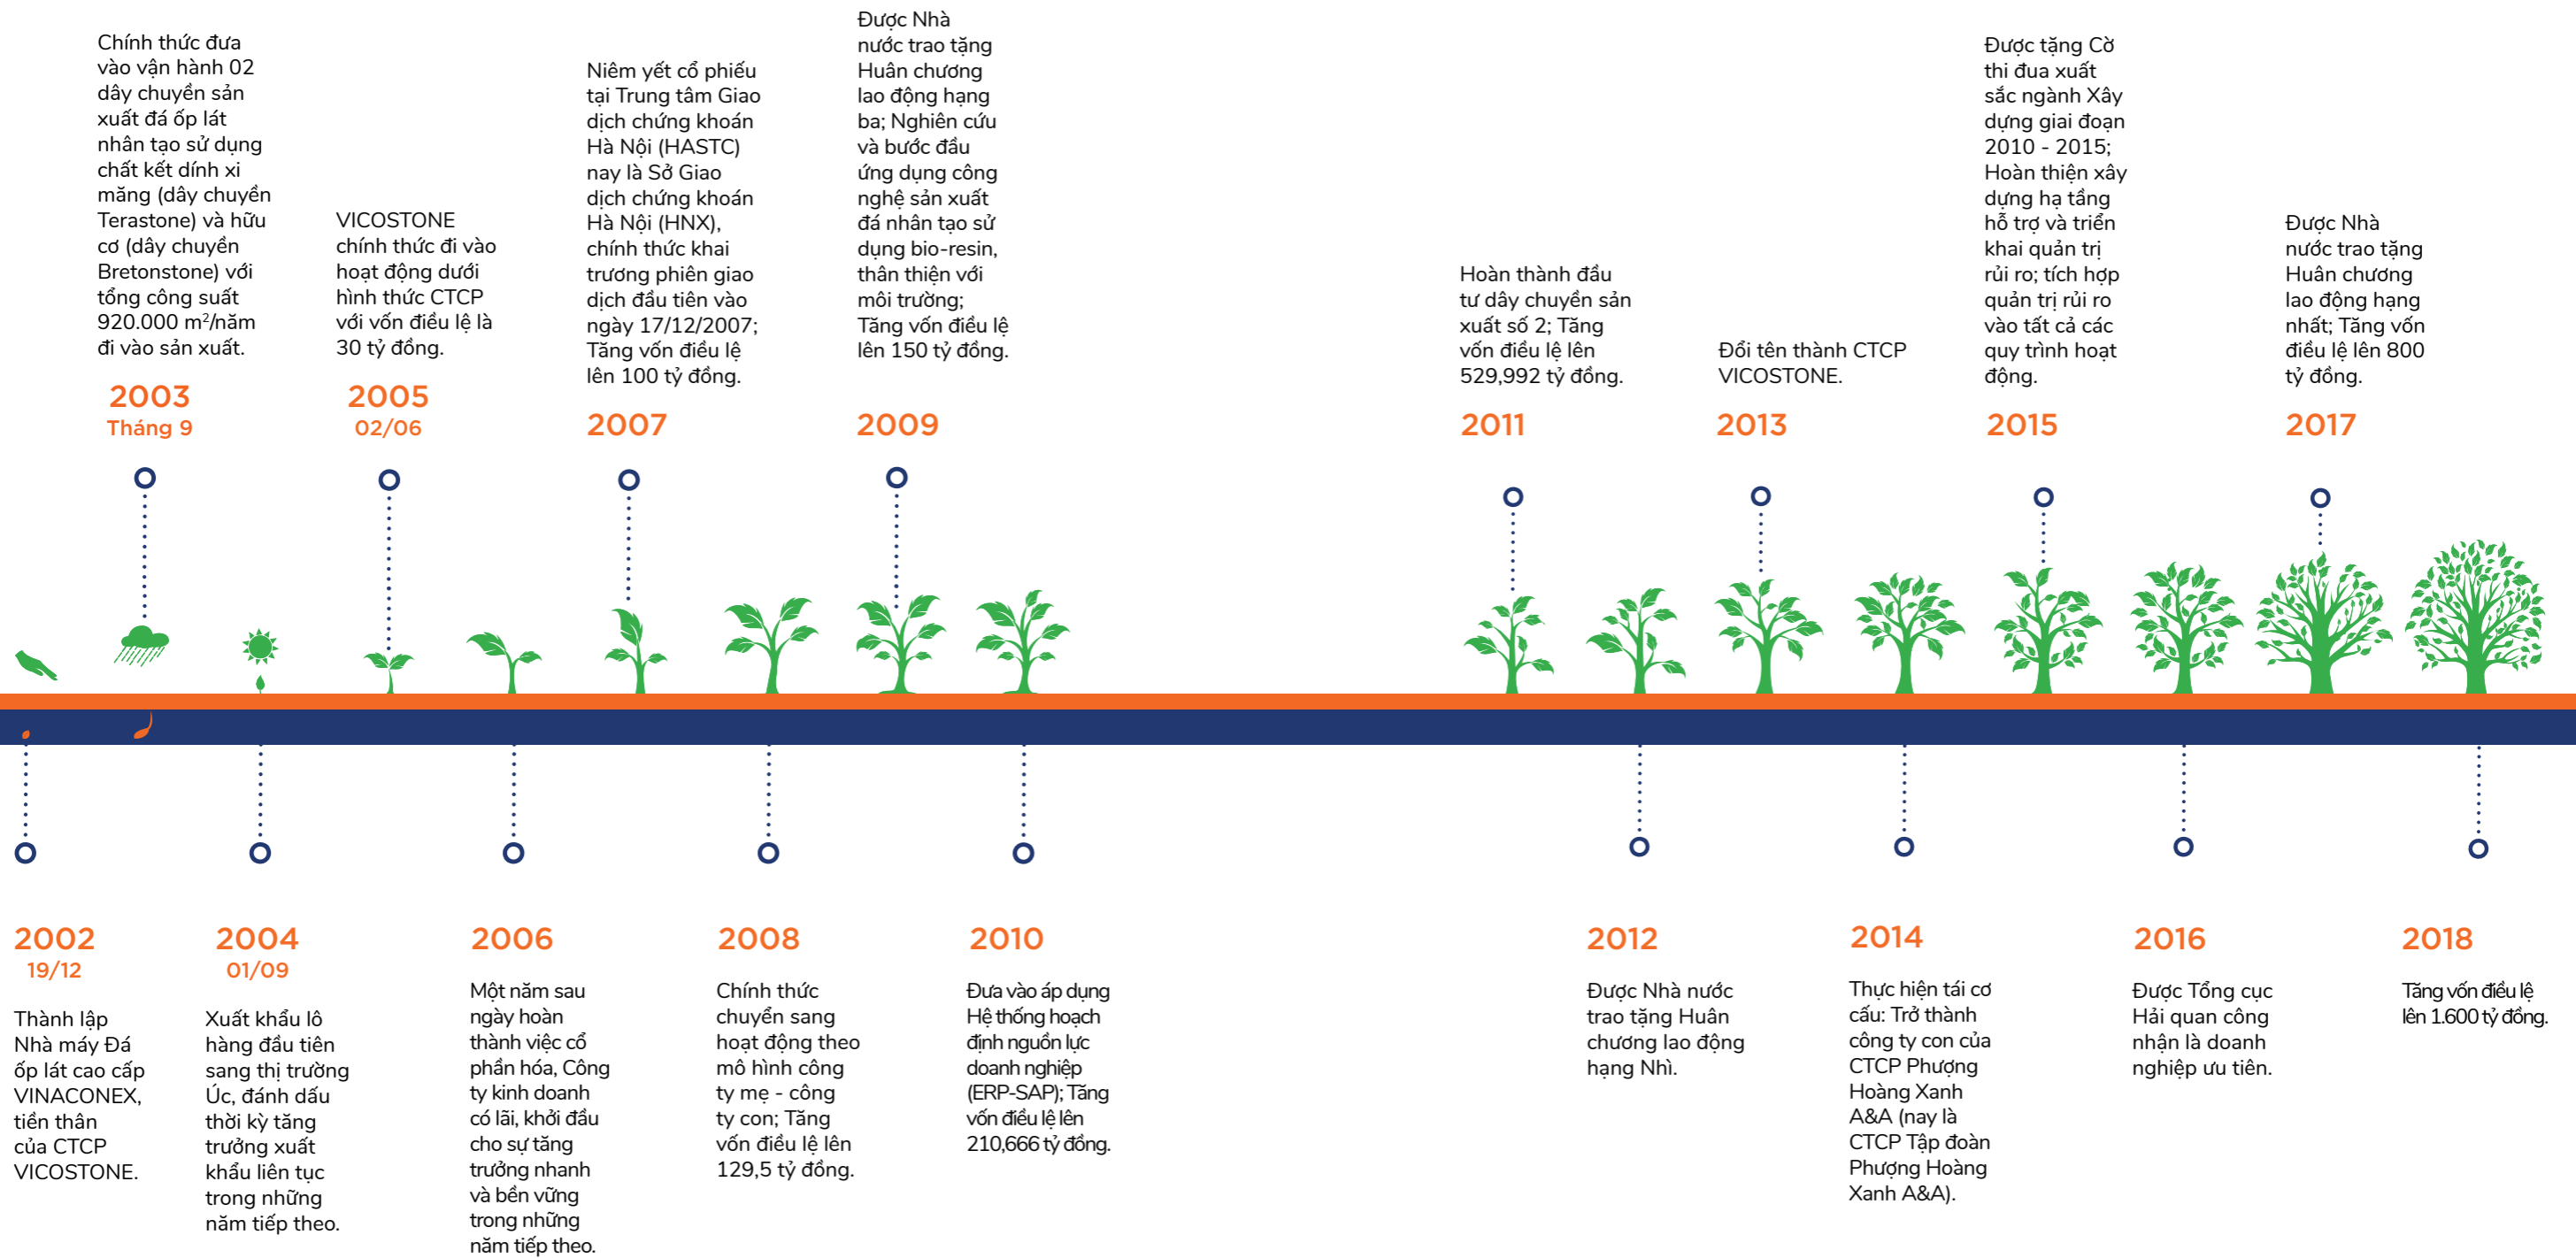 Chính thức đưa
vào vận hành 02
dây chuyền sản
xuất đá ốp lát
nhân tạo sử dụng
chất kết dính xi
măng (dây chuyền
Terastone) và hữu
cơ (dây chuyền
Bretonstone) với
tổng công suất
920.000 m²/năm
đi vào sản xuất.
2003
Tháng 9
VICOSTONE
chính thức đi vào
hoạt động dưới
hình thức CTCP
với vốn điều lệ là
30 tỷ đồng.
2005
02/06
Niêm yết cổ phiếu
tại Trung tâm Giao
dịch chứng khoán
Hà Nội (HASTC)
nay là Sở Giao
dịch chứng khoán
Hà Nội (HNX),
chính thức khai
trương phiên giao
dịch đầu tiên vào
ngày 17/12/2007;
Tăng vốn điều lệ
lên 100 tỷ đồng.
2007
Được Nhà
nước trao tặng
Huân chương
lao động hạng
ba; Nghiên cứu
và bước đầu
ứng dụng công
nghệ sản xuất
đá nhân tạo sử
dụng bio-resin,
thân thiện với
môi trường;
Tăng vốn điều lệ
lên 150 tỷ đồng.
2009
Hoàn thành đầu
tư dây chuyền sản
xuất số 2; Tăng
vốn điều lệ lên
529,992 tỷ đồng.
2011
Đổi tên thành CTCP
VICOSTONE.
2013
Được tặng Cờ
thi đua xuất
sắc ngành Xây
dựng giai đoạn
2010 - 2015;
Hoàn thiện xây
dựng hạ tầng
hỗ trợ và triển
khai quản trị
rủi ro; tích hợp
quản trị rủi ro
vào tất cả các
quy trình hoạt
động.
2015
Được Nhà
nước trao tặng
Huân chương
lao động hạng
nhất; Tăng vốn
điều lệ lên 800
tỷ đồng.
2017
2002
19/12
Thành lập
Nhà máy Đá
ốp lát cao cấp
VINACONEX,
tiền thân
của CTCP
VICOSTONE.
2004
01/09
Xuất khẩu lô
hàng đầu tiên
sang thị trường
Úc, đánh dấu
thời kỳ tăng
trưởng xuất
khẩu liên tục
trong những
năm tiếp theo.
2006
Một năm sau
ngày hoàn
thành việc cổ
phần hóa, Công
ty kinh doanh
có lãi, khởi đầu
cho sự tăng
trưởng nhanh
và bền vững
trong những
năm tiếp theo.
2008
Chính thức
chuyển sang
hoạt động theo
mô hình công
ty mẹ - công
ty con; Tăng
vốn điều lệ lên
129,5 tỷ đồng.
2010
Đưa vào áp dụng
Hệ thống hoạch
định nguồn lực
doanh nghiệp
(ERP-SAP); Tăng
vốn điều lệ lên
210,666 tỷ đồng.
2012
Được Nhà nước
trao tặng Huân
chương lao động
hạng Nhì.
2014
Thực hiện tái cơ
cấu: Trở thành
công ty con của
CTCP Phượng
Hoàng Xanh
A&A (nay là
CTCP Tập đoàn
Phượng Hoàng
Xanh A&A).
2016
Được Tổng cục
Hải quan công
nhận là doanh
nghiệp ưu tiên.
2018
Tăng vốn điều lệ
lên 1.600 tỷ đồng.